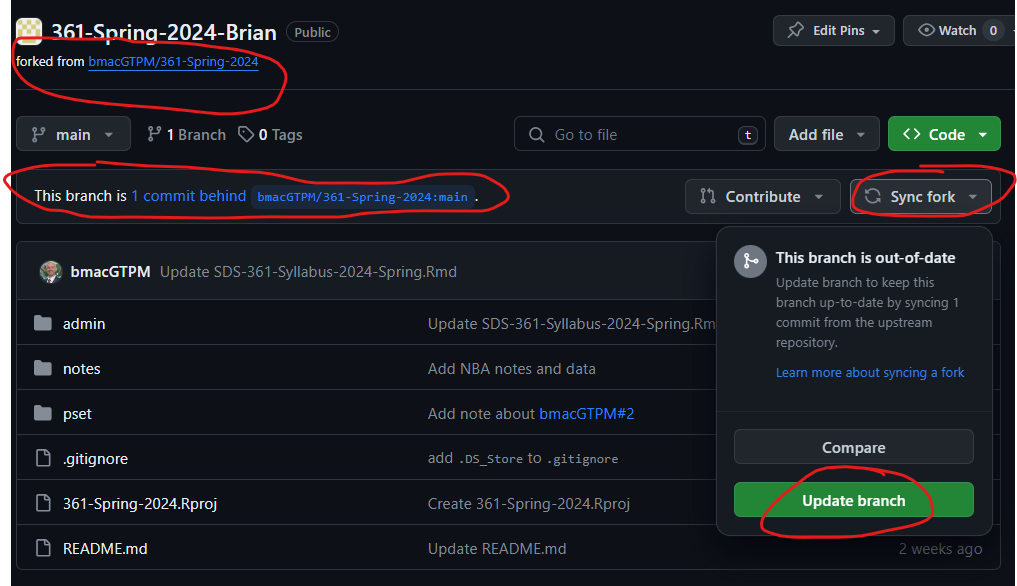 361-Spring-2024-Brian Public Edit Pins Watch 0
forked from bmacGTPM/361-Spring-2024
main 1 Branch 0 Tags Go to file t Add file Code
This branch is 1 commit behind bmacGTPM/361-Spring-2024:main . Contribute Sync fork
bmacGTPM Update SDS-361-Syllabus-2024-Spring.Rmd
admin Update SDS-361-Syllabus-2024-Spring.Rm
notes Add NBA notes and data
pset Add note about bmacGTPM#2
.gitignore add .DS_Store to .gitignore
361-Spring-2024.Rproj Create 361-Spring-2024.Rproj
README.md Update README.md 2 weeks ago
This branch is out-of-date
Update branch to keep this
branch up-to-date by syncing 1
commit from the upstream
repository.
Learn more about syncing a fork
Compare
Update branch